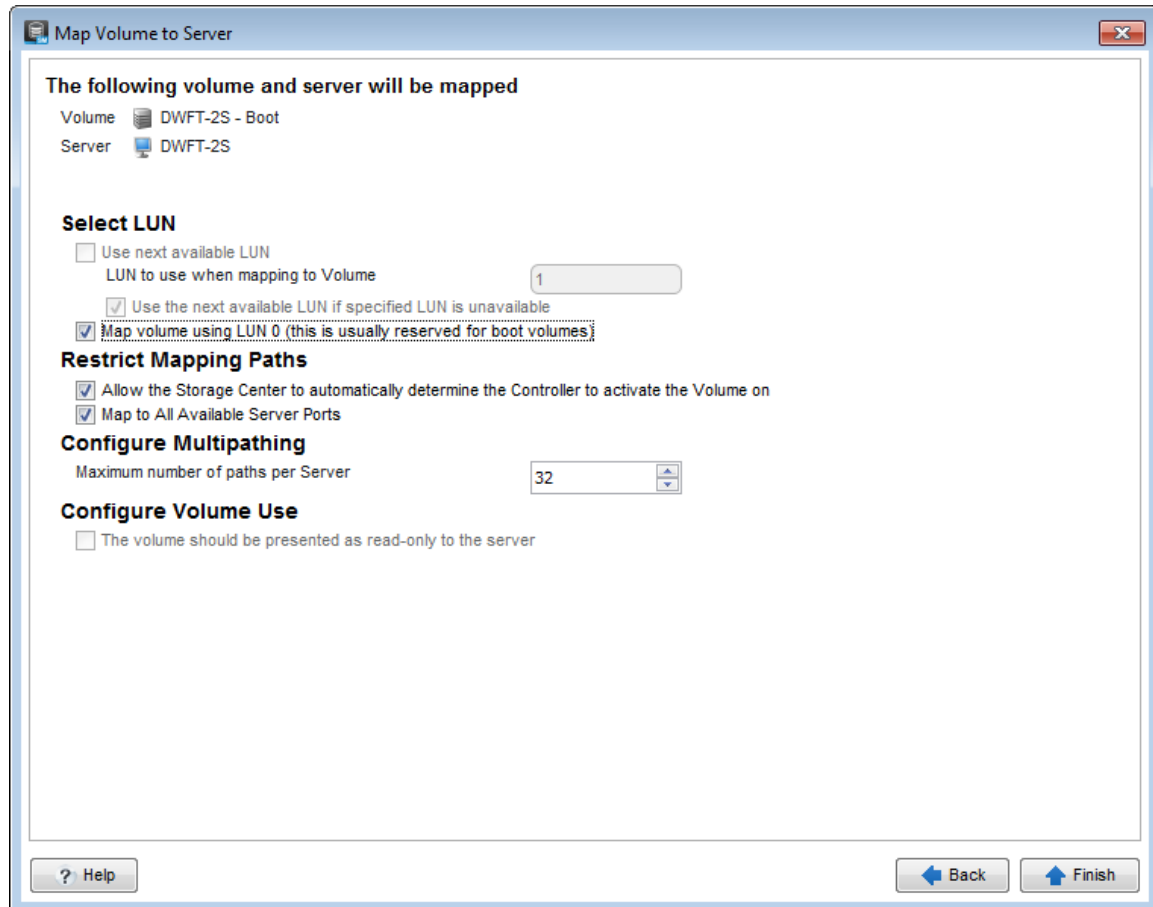 Map Volume to Server
The following volume and server will be mapped
Volume DWFT-2S - Boot
Server DWFT-2S
Select LUN
Use next available LUN
LUN to use when mapping to Volume 1
Use the next available LUN if specified LUN is unavailable
Map volume using LUN 0 (this is usually reserved for boot volumes)
Restrict Mapping Paths
Allow the Storage Center to automatically determine the Controller to activate the Volume on
Map to All Available Server Ports
Configure Multipathing
Maximum number of paths per Server 32
Configure Volume Use
The volume should be presented as read-only to the server
? Help Back Finish